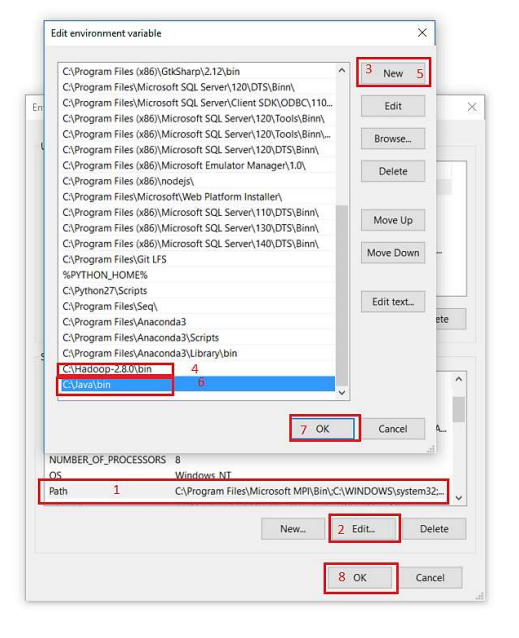 Edit environment variable
C:\Program Files (x86)\GtkSharp\2.12\bin
C:\Program Files\Microsoft SQL Server\120\DTS\Binn\
C:\Program Files\Microsoft SQL Server\Client SDK\ODBC\110...
C:\Program Files (x86)\Microsoft SQL Server\120\Tools\Binn\
C:\Program Files (x86)\Microsoft SQL Server\120\Tools\Binn\...
C:\Program Files (x86)\Microsoft SQL Server\120\DTS\Binn\
C:\Program Files (x86)\Microsoft Emulator Manager\1.0\
C:\Program Files (x86)\nodejs\
C:\Program Files\Microsoft\Web Platform Installer\
C:\Program Files (x86)\Microsoft SQL Server\110\DTS\Binn\
C:\Program Files (x86)\Microsoft SQL Server\130\DTS\Binn\
C:\Program Files (x86)\Microsoft SQL Server\140\DTS\Binn\
C:\Program Files\Git LFS
%PYTHON_HOME%
C:\Python27\Scripts
C:\Program Files\Seq\
C:\Program Files\Anaconda3
C:\Program Files\Anaconda3\Scripts
C:\Program Files\Anaconda3\Library\bin
C:\Hadoop-2.8.0\bin 4
C:\Java\bin 6
3 New 5
Edit
Browse...
Delete
Move Up
Move Down
Edit text...
7 OK
Cancel
En
ete
NUMBER_OF_PROCESSORS 8
OS Windows_NT
Path 1 C:\Program Files\Microsoft MPI\Bin\;C:\WINDOWS\system32;...
New...
2 Edit...
Delete
8 OK
Cancel